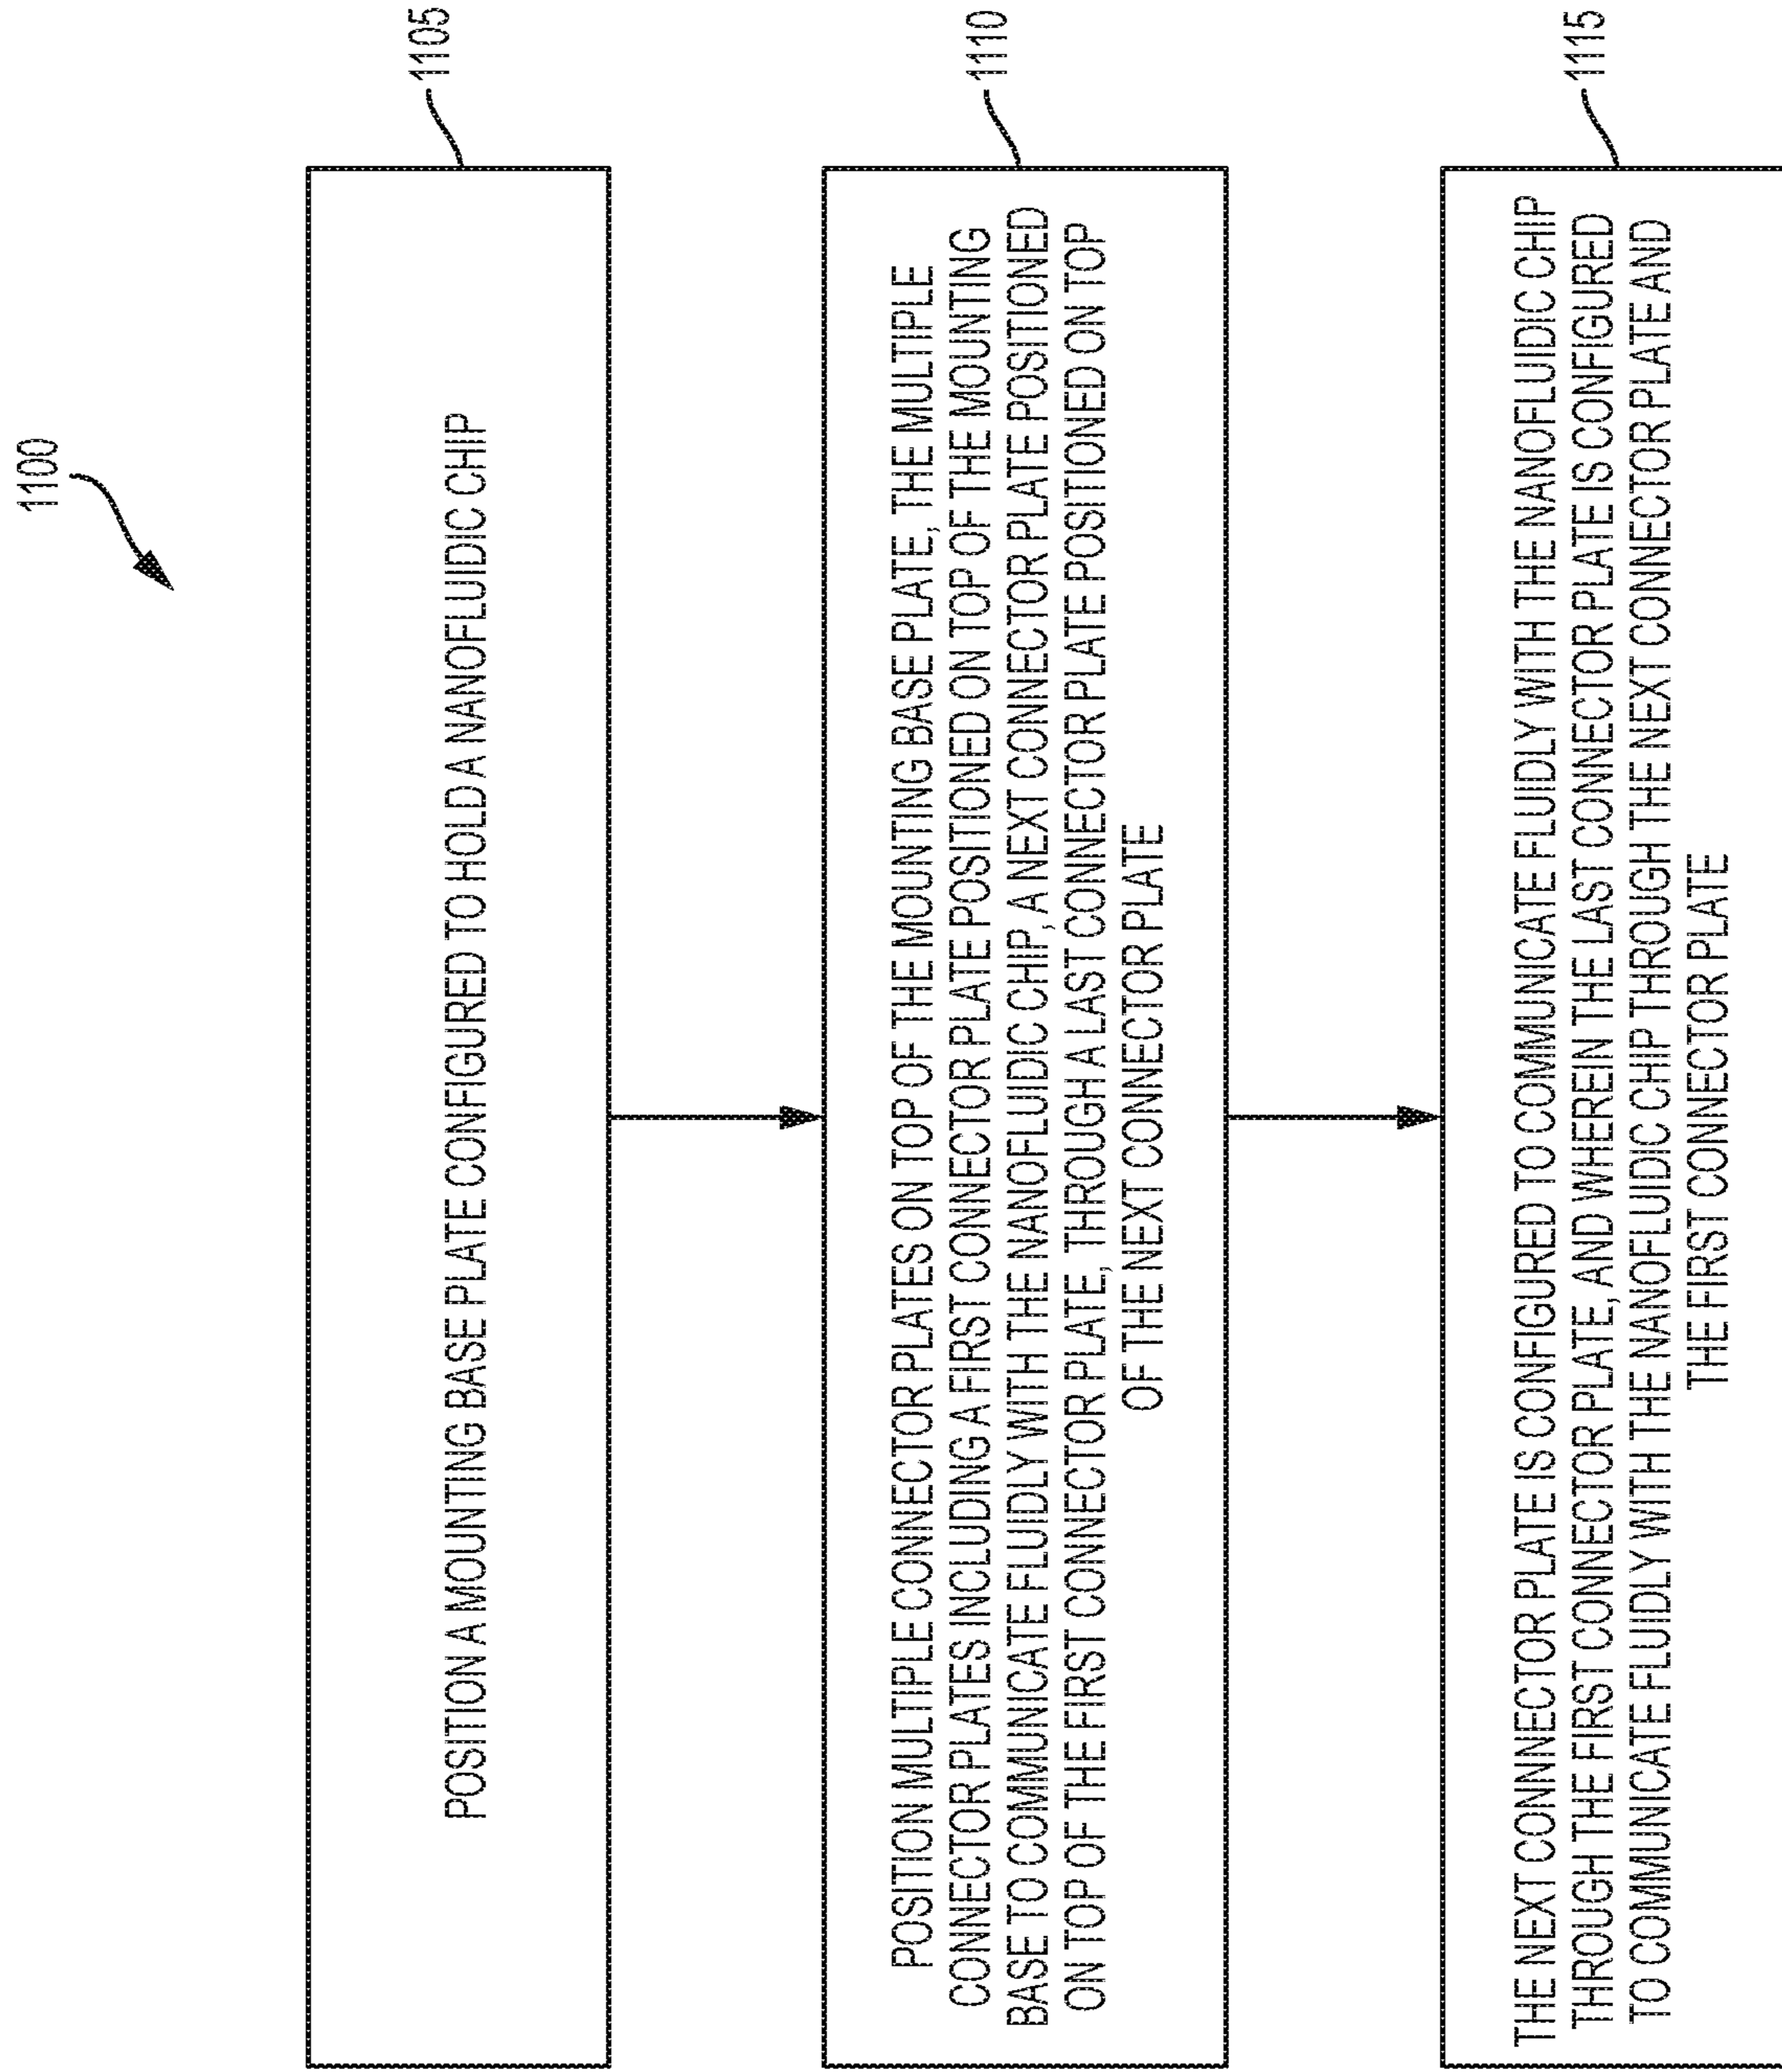 1100
1105
POSITION A MOUNTING BASE PLATE CONFIGURED TO HOLD A NANOFLUIDIC CHIP
1110
POSITION MULTIPLE CONNECTOR PLATES ON TOP OF THE MOUNTING BASE PLATE, THE MULTIPLE
CONNECTOR PLATES INCLUDING A FIRST CONNECTOR PLATE POSITIONED ON TOP OF THE MOUNTING
BASE TO COMMUNICATE FLUIDLY WITH THE NANOFLUIDIC CHIP, A NEXT CONNECTOR PLATE POSITIONED
ON TOP OF THE FIRST CONNECTOR PLATE, THROUGH A LAST CONNECTOR PLATE POSITIONED ON TOP
OF THE NEXT CONNECTOR PLATE
1115
THE NEXT CONNECTOR PLATE IS CONFIGURED TO COMMUNICATE FLUIDLY WITH THE NANOFLUIDIC CHIP
THROUGH THE FIRST CONNECTOR PLATE, AND WHEREIN THE LAST CONNECTOR PLATE IS CONFIGURED
TO COMMUNICATE FLUIDLY WITH THE NANOFLUIDIC CHIP THROUGH THE NEXT CONNECTOR PLATE AND
THE FIRST CONNECTOR PLATE